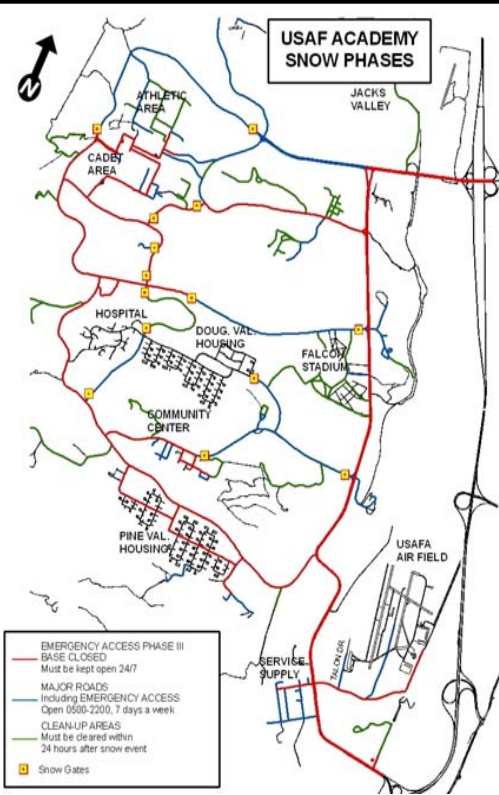 USAF ACADEMY
SNOW PHASES
N
JACKS
VALLEY
ATHLETIC
AREA
CADET
AREA
HOSPITAL
DOUG. VAL.
HOUSING
FALCON
STADIUM
COMMUNITY
CENTER
PINE VAL.
HOUSING
USAFA
AIR FIELD
TALON DR.
SERVICE
SUPPLY
EMERGENCY ACCESS PHASE III
BASE CLOSED
Must be kept open 24/7
MAJOR ROADS
Including EMERGENCY ACCESS
Open 0500-2200, 7 days a week
CLEAN-UP AREAS
Must be cleared within
24 hours after snow event
Snow Gates